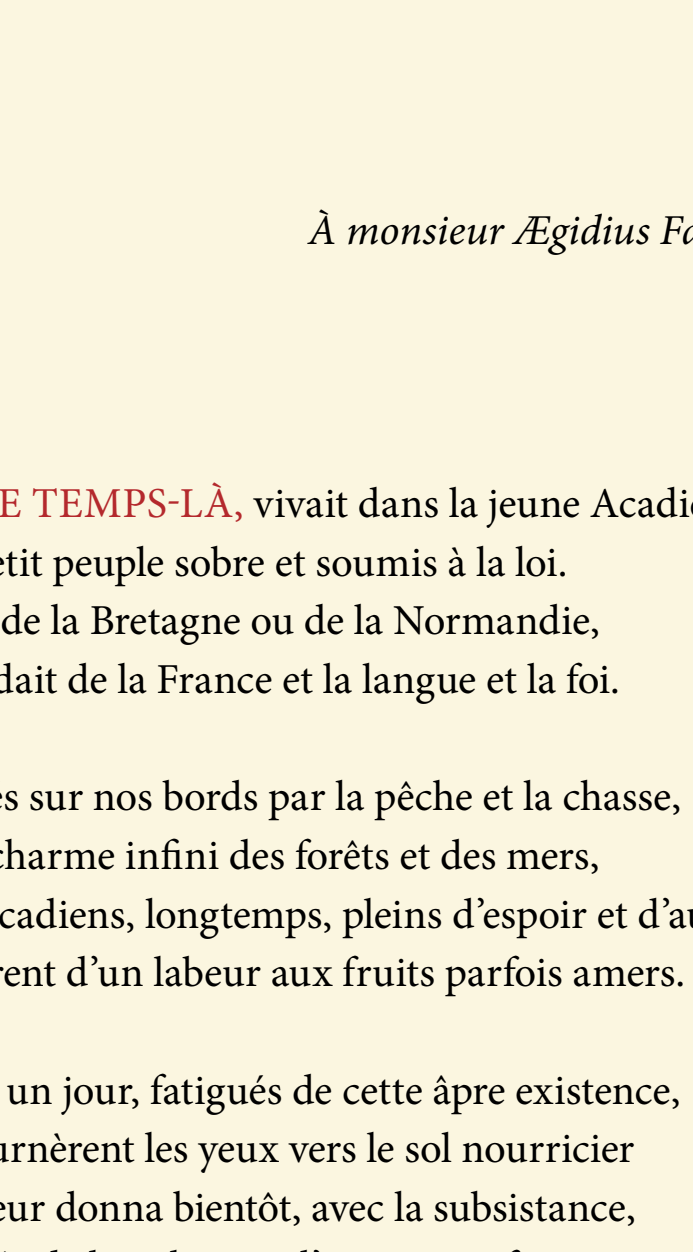 À monsieur Ægidius Fa
E TEMPS-LÀ, vivait dans la jeune Acadie
etit peuple sobre et soumis à la loi.
de la Bretagne ou de la Normandie,
dait de la France et la langue et la foi.
es sur nos bords par la pêche et la chasse,
charme infini des forêts et des mers,
cadiens, longtemps, pleins d’espoir et d’au
rent d’un labeur aux fruits parfois amers.
un jour, fatigués de cette âpre existence,
urnèrent les yeux vers le sol nourricier
eur donna bientôt, avec la subsistance,